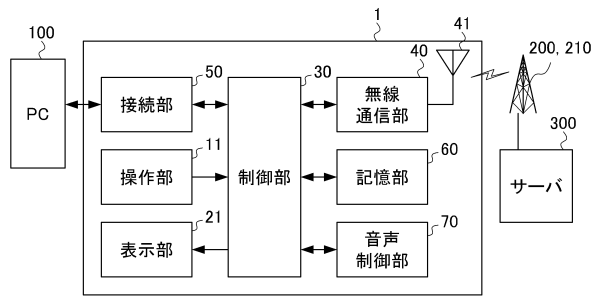 100
PC
1
50
接続部
30
制御部
40
無線
通信部
41
200, 210
11
操作部
60
記憶部
300
サーバ
21
表示部
70
音声
制御部